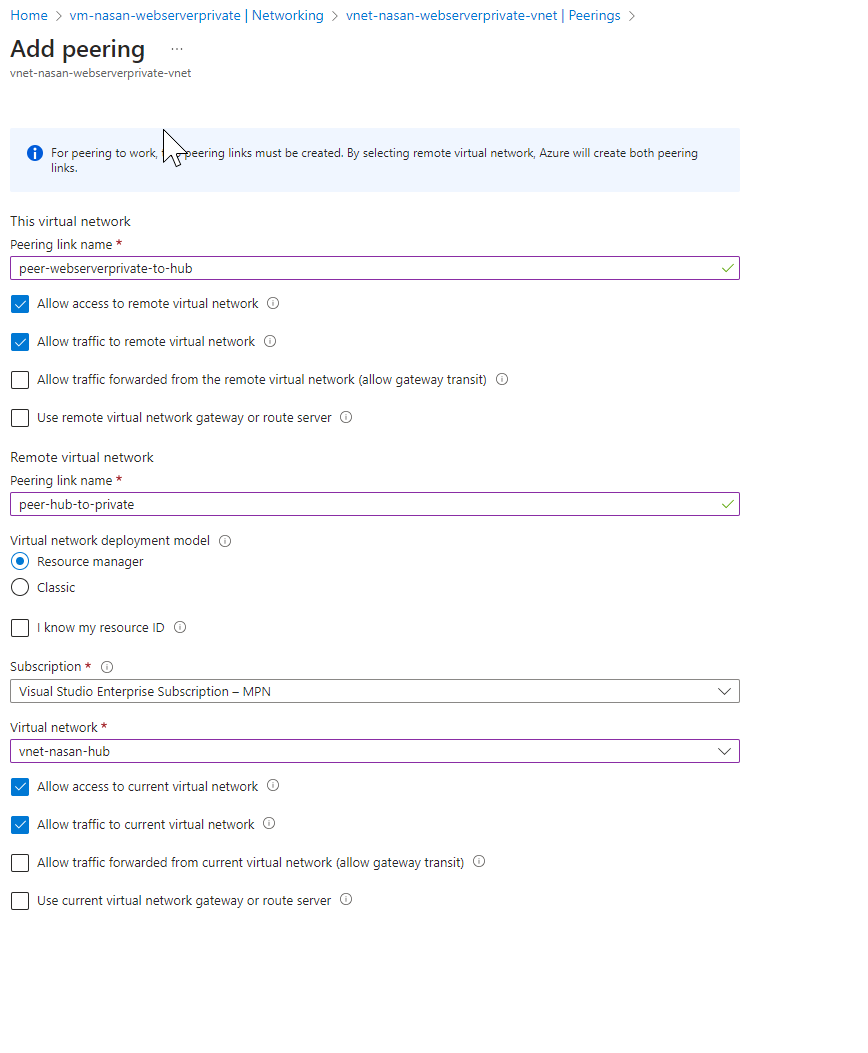 Home > vm-nasan-webserverprivate | Networking > vnet-nasan-webserverprivate-vnet | Peerings >
Add peering ...
vnet-nasan-webserverprivate-vnet
For peering to work, peering links must be created. By selecting remote virtual network, Azure will create both peering
links.
This virtual network
Peering link name *
peer-webserverprivate-to-hub
Allow access to remote virtual network
Allow traffic to remote virtual network
Allow traffic forwarded from the remote virtual network (allow gateway transit)
Use remote virtual network gateway or route server
Remote virtual network
Peering link name *
peer-hub-to-private
Virtual network deployment model
Resource manager
Classic
I know my resource ID
Subscription *
Visual Studio Enterprise Subscription – MPN
Virtual network *
vnet-nasan-hub
Allow access to current virtual network
Allow traffic to current virtual network
Allow traffic forwarded from current virtual network (allow gateway transit)
Use current virtual network gateway or route server